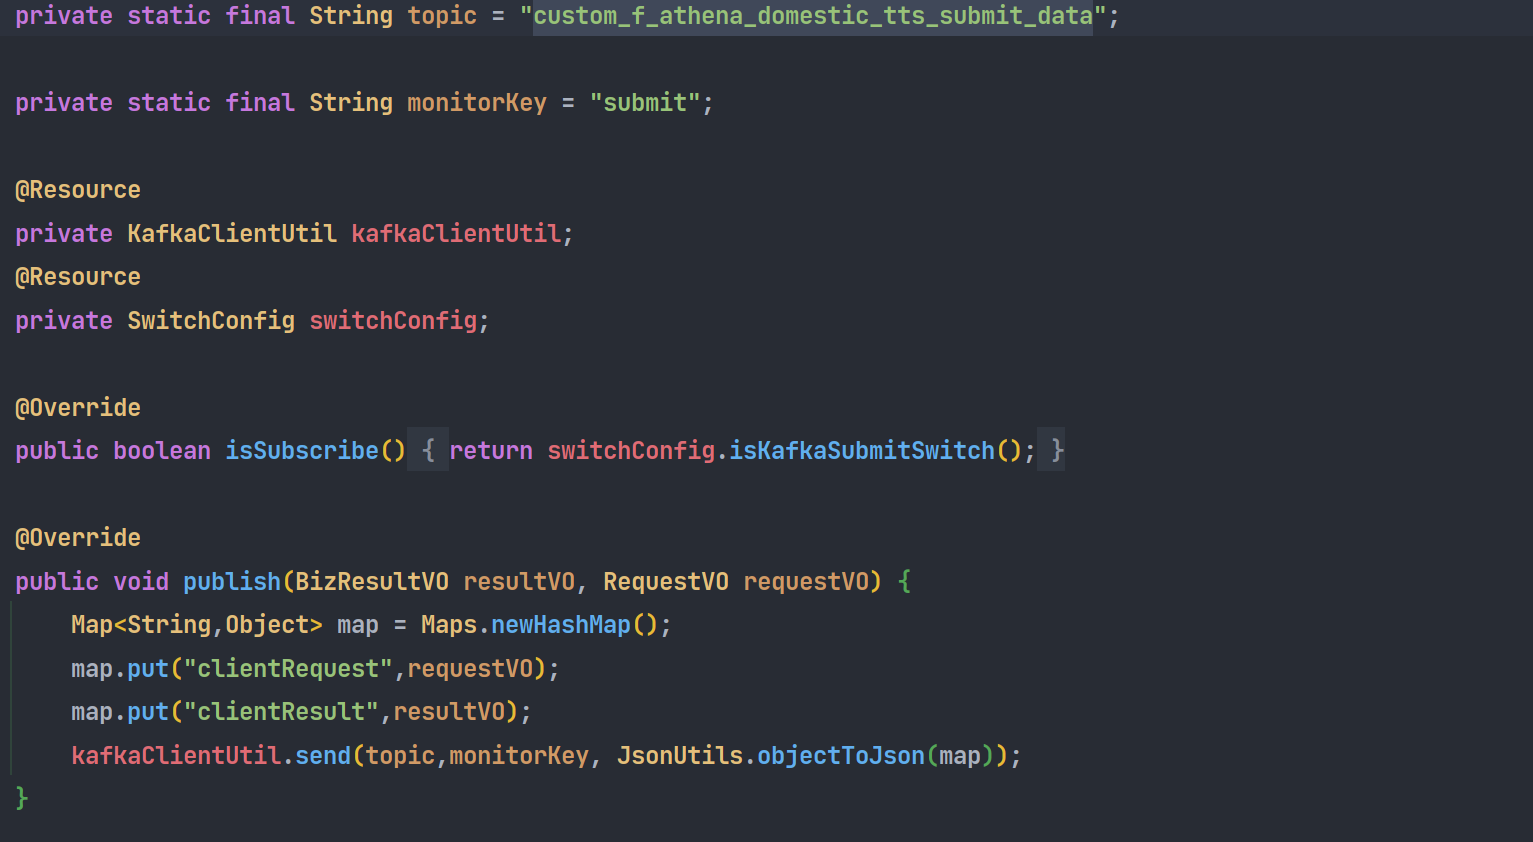 private static final String topic = "custom_f_athena_domestic_tts_submit_data";
private static final String monitorKey = "submit";
@Resource
private KafkaClientUtil kafkaClientUtil;
@Resource
private SwitchConfig switchConfig;
@Override
public boolean isSubscribe() { return switchConfig.isKafkaSubmitSwitch(); }
@Override
public void publish(BizResultVO resultVO, RequestVO requestVO) {
    Map<String,Object> map = Maps.newHashMap();
    map.put("clientRequest",requestVO);
    map.put("clientResult",resultVO);
    kafkaClientUtil.send(topic,monitorKey, JsonUtils.objectToJson(map));
}